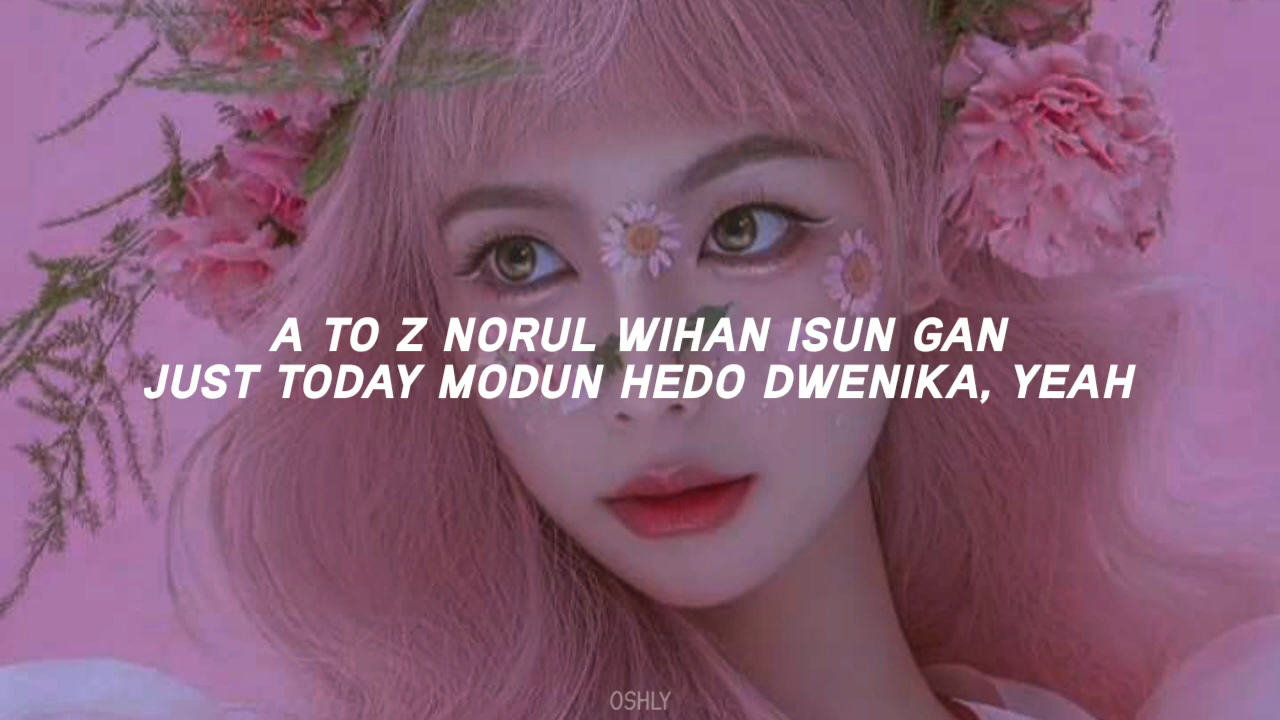 A TO Z NORUL WIHAN ISUN GAN
JUST TODAY MODUN HEDO DWENIKA, YEAH
OSHLY